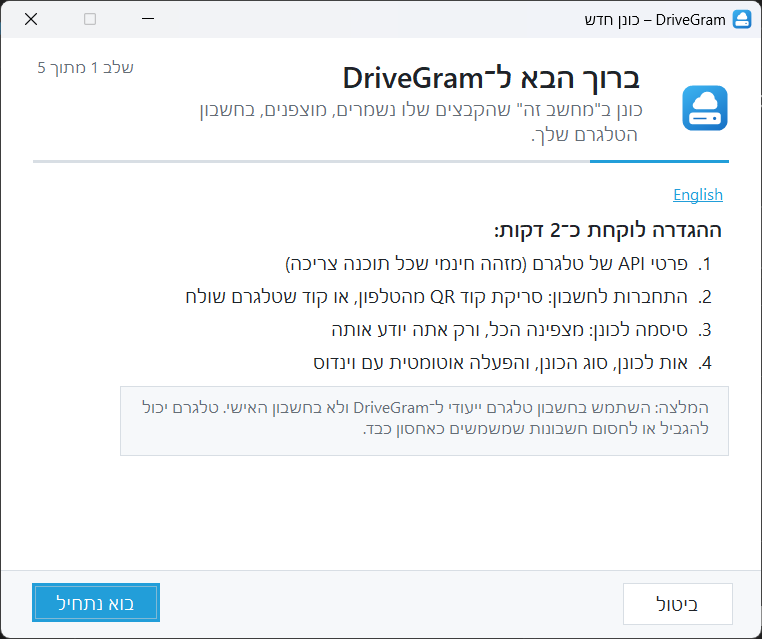 DriveGram – כונן חדש
ברוך הבא ל־DriveGram
שלב 1 מתוך 5
כונן ב"מחשב זה" שהקבצים שלו נשמרים, מוצפנים, בחשבון
הטלגרם שלך.
English
ההגדרה לוקחת כ־2 דקות:
1. פרטי API של טלגרם (מזהה חינמי שכל תוכנה צריכה)
2. התחברות לחשבון: סריקת קוד QR מהטלפון, או קוד שטלגרם שולח
3. סיסמה לכונן: מצפינה הכל, ורק אתה יודע אותה
4. אות לכונן, סוג הכונן, והפעלה אוטומטית עם וינדוס
המלצה: השתמש בחשבון טלגרם ייעודי ל־DriveGram ולא בחשבון האישי. טלגרם יכול
להגביל או לחסום חשבונות שמשמשים כאחסון כבד.
ביטול
בוא נתחיל